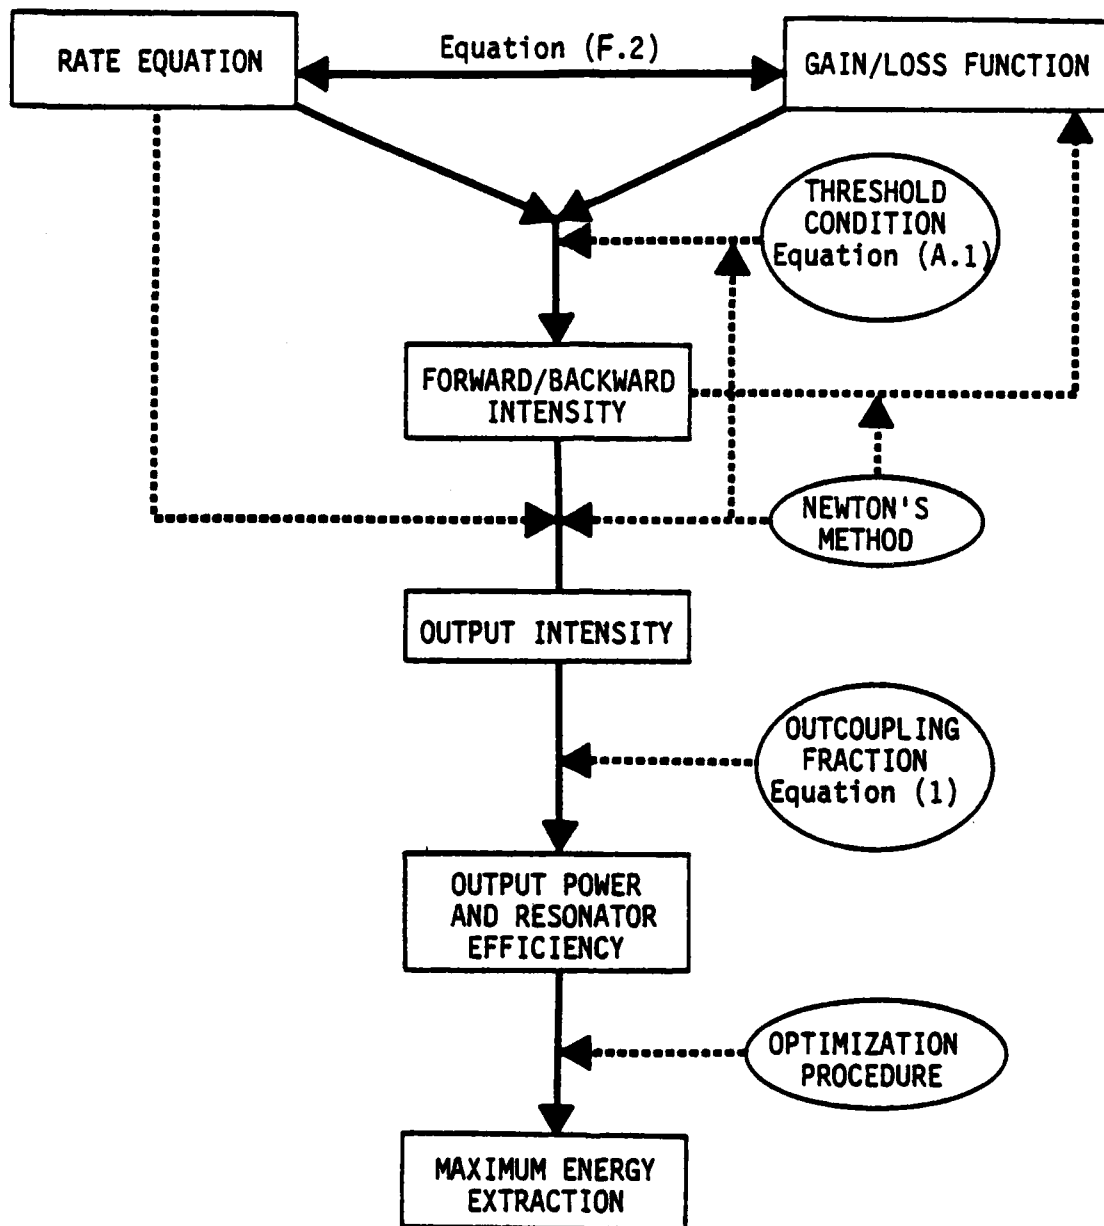 RATE EQUATION
Equation (F.2)
GAIN/LOSS FUNCTION
THRESHOLD
CONDITION
Equation (A.1)
FORWARD/BACKWARD
INTENSITY
NEWTON'S
METHOD
OUTPUT INTENSITY
OUTCOUPLING
FRACTION
Equation (1)
OUTPUT POWER
AND RESONATOR
EFFICIENCY
OPTIMIZATION
PROCEDURE
MAXIMUM ENERGY
EXTRACTION